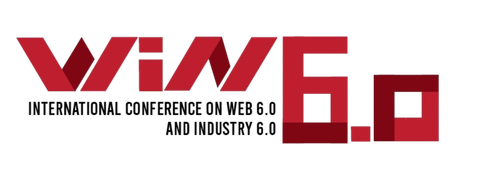 WiN 6.0
INTERNATIONAL CONFERENCE ON WEB 6.0
AND INDUSTRY 6.0